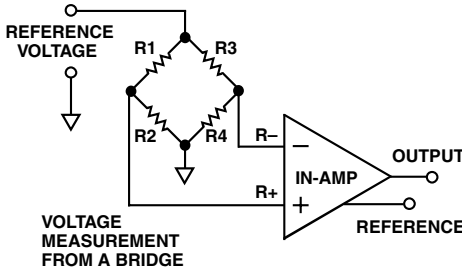 REFERENCE
VOLTAGE
R1
R3
R2
R4
R–
–
IN-AMP
OUTPUT
R+
+
REFERENCE
VOLTAGE
MEASUREMENT
FROM A BRIDGE